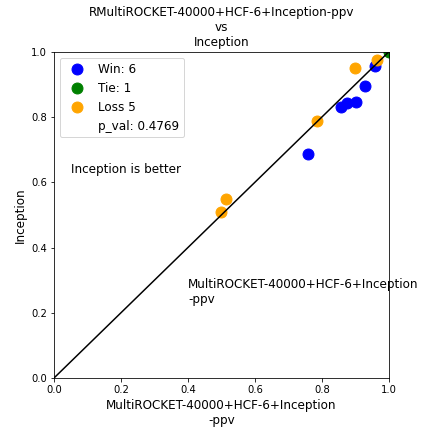 RMultiROCKET-40000+HCF-6+Inception-ppv
vs
Inception
1.0
0.8
0.6
0.4
0.2
0.0
Inception
Win: 6
Tie: 1
Loss 5
p_val: 0.4769
Inception is better
MultiROCKET-40000+HCF-6+Inception
-ppv
0.0 0.2 0.4 0.6 0.8 1.0
MultiROCKET-40000+HCF-6+Inception
-ppv